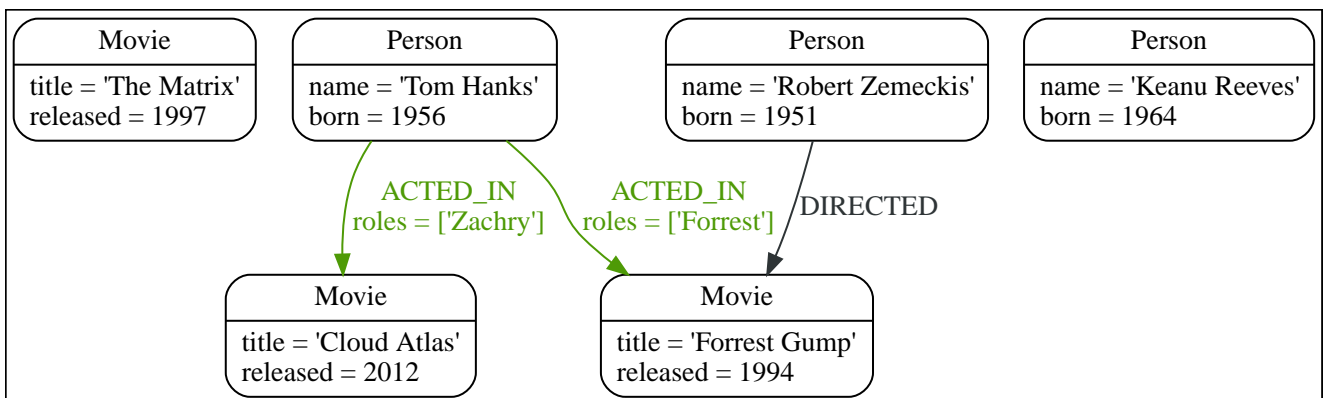 Movie
title = 'The Matrix'
released = 1997
Person
name = 'Tom Hanks'
born = 1956
Person
name = 'Robert Zemeckis'
born = 1951
Person
name = 'Keanu Reeves'
born = 1964
ACTED_IN
roles = ['Zachry']
ACTED_IN
roles = ['Forrest']
DIRECTED
Movie
title = 'Cloud Atlas'
released = 2012
Movie
title = 'Forrest Gump'
released = 1994